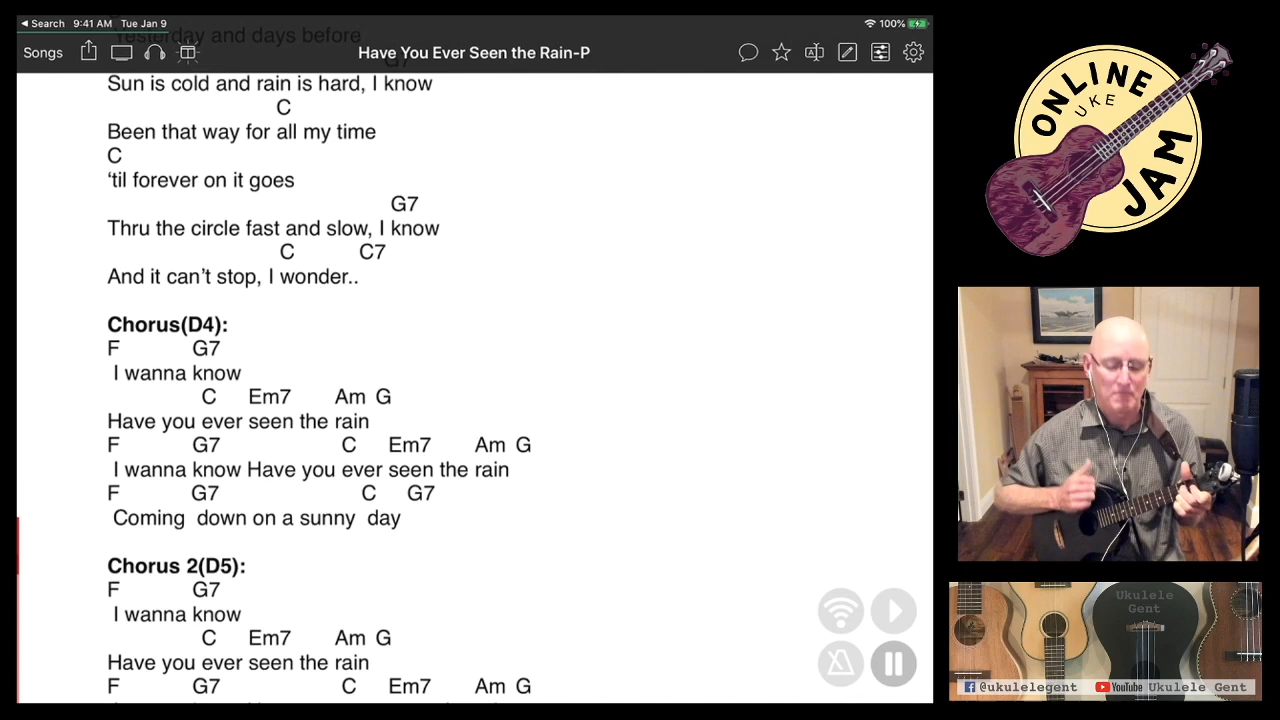 Search 9:41 AM Tue Jan 9
100%
Yesterday and days before
Songs
Have You Ever Seen the Rain-P
G7
Sun is cold and rain is hard, I know
C
Been that way for all my time
C
‘til forever on it goes
G7
Thru the circle fast and slow, I know
C C7
And it can’t stop, I wonder..
Chorus(D4):
F G7
I wanna know
C Em7 Am G
Have you ever seen the rain
F G7 C Em7 Am G
I wanna know Have you ever seen the rain
F G7 C G7
Coming down on a sunny day
Chorus 2(D5):
F G7
I wanna know
C Em7 Am G
Have you ever seen the rain
F G7 C Em7 Am G
ONLINE
UKE
JAM
Ukulele
Gent
@ukulelegent YouTube Ukulele Gent